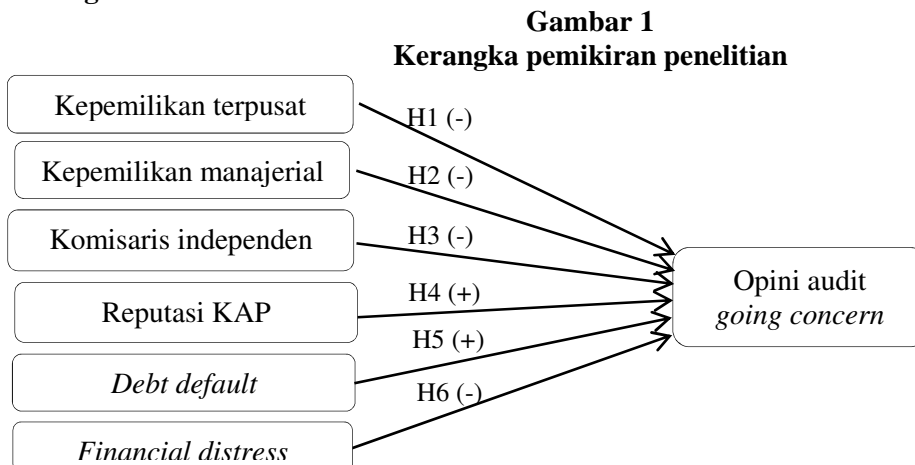 Gambar 1
Kerangka pemikiran penelitian
Kepemilikan terpusat
H1 (-)
Kepemilikan manajerial
H2 (-)
Komisaris independen
H3 (-)
Reputasi KAP
H4 (+)
Debt default
H5 (+)
Financial distress
H6 (-)
Opini audit
going concern